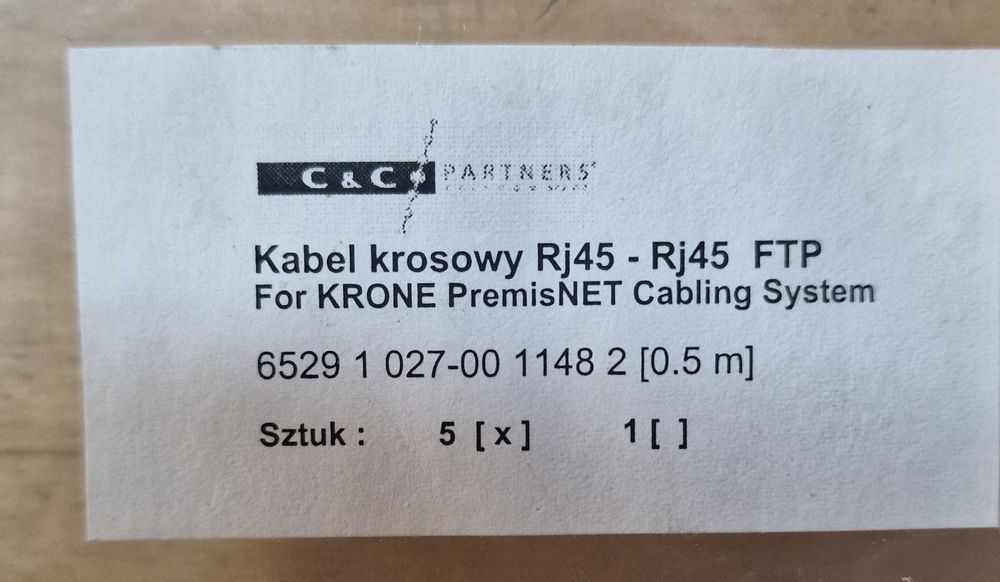 C & C PARTNERS
Kabel krosowy Rj45 - Rj45 FTP
For KRONE PremisNET Cabling System
6529 1 027-00 1148 2 [0.5 m]
Sztuk : 5 [ x ] 1 [ ]